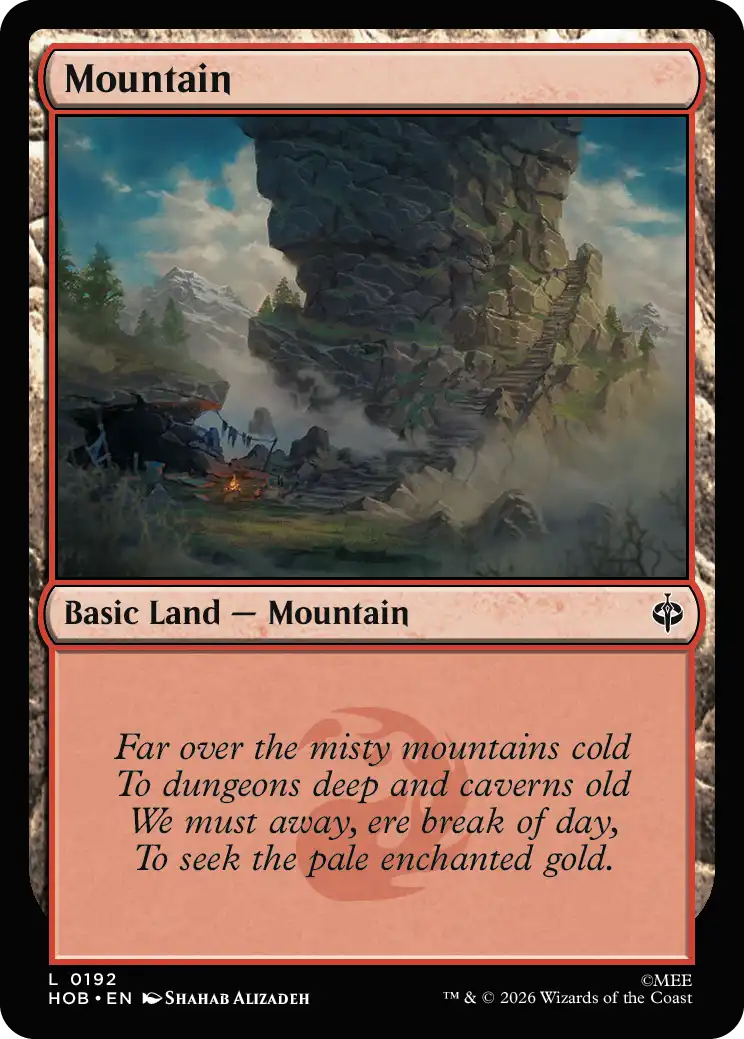 Mountain
Basic Land — Mountain
Far over the misty mountains cold
To dungeons deep and caverns old
We must away, ere break of day,
To seek the pale enchanted gold.
L 0192
HOB • EN Shahab Alizadeh
©MEE
™ & © 2026 Wizards of the Coast